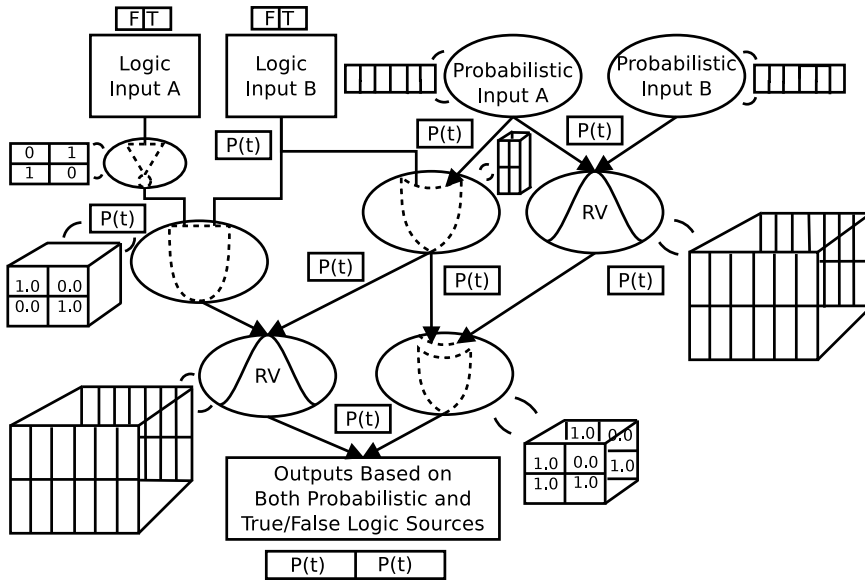 F T
F T
Logic
Input A
Logic
Input B
Probabilistic
Input A
Probabilistic
Input B
P(t)
P(t)
P(t)
0 1
1 0
P(t)
RV
1.0 0.0
0.0 1.0
P(t)
P(t)
P(t)
RV
P(t)
1.0 0.0
1.0 0.0
1.0
1.0 1.0
Outputs Based on
Both Probabilistic and
True/False Logic Sources
P(t) P(t)